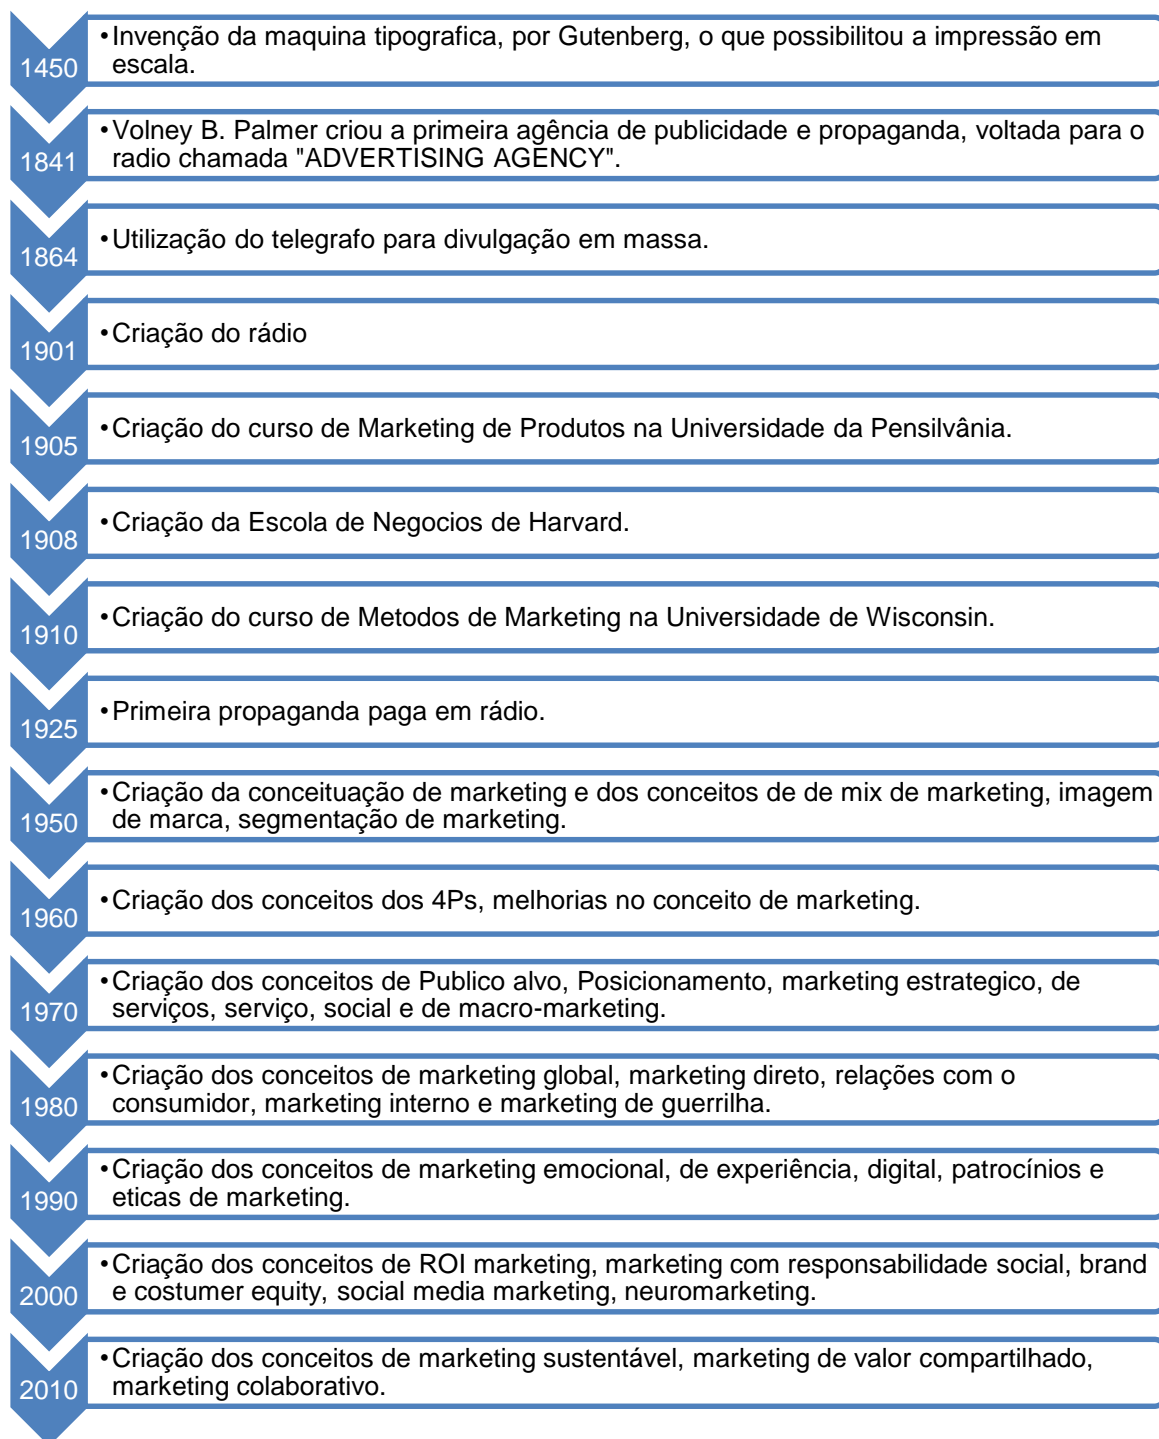 1450
•Invenção da maquina tipografica, por Gutenberg, o que possibilitou a impressão em
escala.
1841
•Volney B. Palmer criou a primeira agência de publicidade e propaganda, voltada para o
radio chamada "ADVERTISING AGENCY".
1864
•Utilização do telegrafo para divulgação em massa.
1901
•Criação do rádio
1905
•Criação do curso de Marketing de Produtos na Universidade da Pensilvânia.
1908
•Criação da Escola de Negocios de Harvard.
1910
•Criação do curso de Metodos de Marketing na Universidade de Wisconsin.
1925
•Primeira propaganda paga em rádio.
1950
•Criação da conceituação de marketing e dos conceitos de de mix de marketing, imagem
de marca, segmentação de marketing.
1960
•Criação dos conceitos dos 4Ps, melhorias no conceito de marketing.
1970
•Criação dos conceitos de Publico alvo, Posicionamento, marketing estrategico, de
serviços, serviço, social e de macro-marketing.
1980
•Criação dos conceitos de marketing global, marketing direto, relações com o
consumidor, marketing interno e marketing de guerrilha.
1990
•Criação dos conceitos de marketing emocional, de experiência, digital, patrocínios e
eticas de marketing.
2000
•Criação dos conceitos de ROI marketing, marketing com responsabilidade social, brand
e costumer equity, social media marketing, neuromarketing.
2010
•Criação dos conceitos de marketing sustentável, marketing de valor compartilhado,
marketing colaborativo.